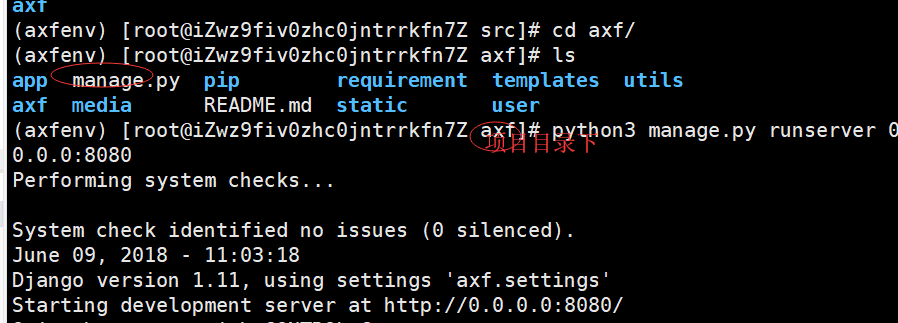 axf
(axfenv) [root@iZwz9fiv0zhc0jntrrkfn7Z src]# cd axf/
(axfenv) [root@iZwz9fiv0zhc0jntrrkfn7Z axf]# ls
app manage.py pip requirement templates utils
axf media README.md static user
(axfenv) [root@iZwz9fiv0zhc0jntrrkfn7Z axf]# python3 manage.py runserver 0
项目目录下
0.0.0.0:8080
Performing system checks...
System check identified no issues (0 silenced).
June 09, 2018 - 11:03:18
Django version 1.11, using settings 'axf.settings'
Starting development server at http://0.0.0.0:8080/